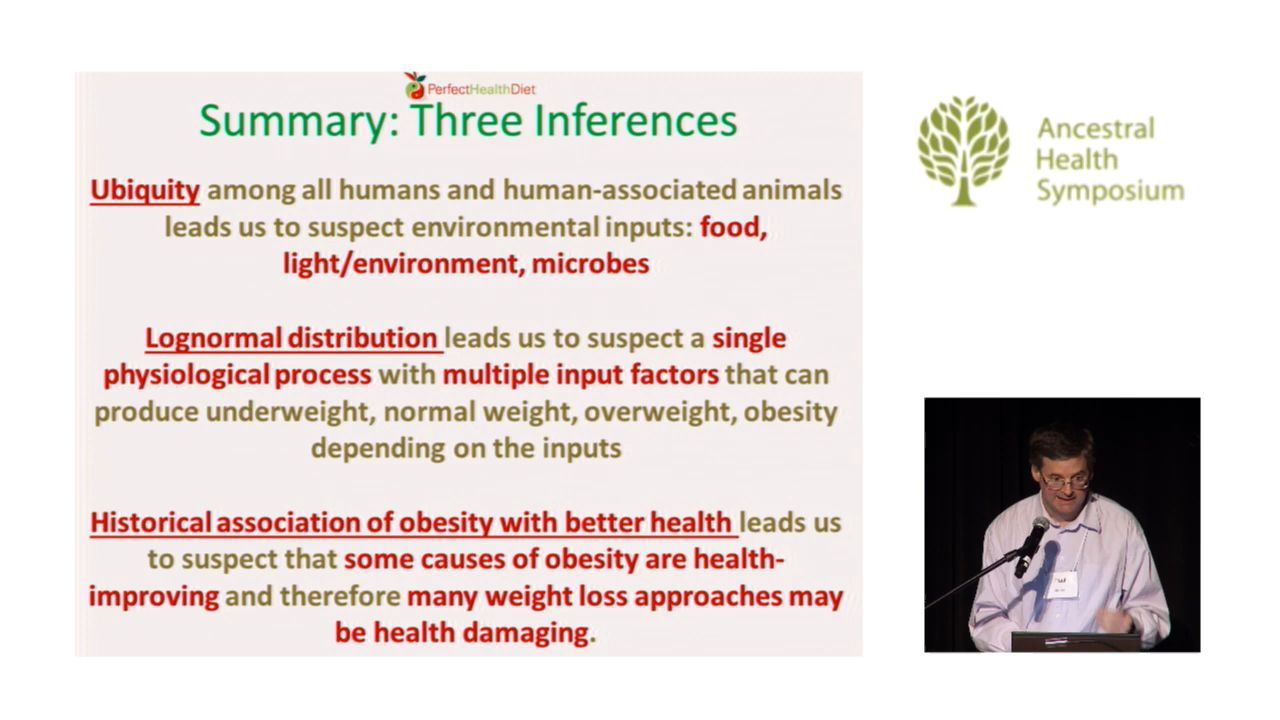 PerfectHealthDiet
Summary: Three Inferences
Ubiquity among all humans and human-associated animals
leads us to suspect environmental inputs: food,
light/environment, microbes
Lognormal distribution leads us to suspect a single
physiological process with multiple input factors that can
produce underweight, normal weight, overweight, obesity
depending on the inputs
Historical association of obesity with better health leads us
to suspect that some causes of obesity are health-
improving and therefore many weight loss approaches may
be health damaging.
Ancestral
Health
Symposium